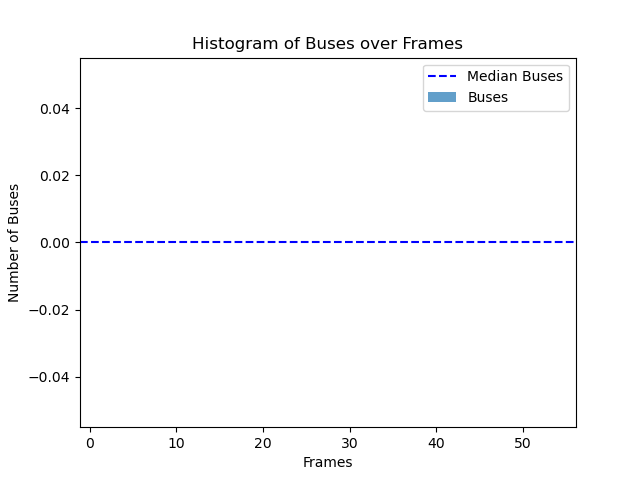 Histogram of Buses over Frames
Median Buses
Buses
0.04
0.02
0.00
−0.02
−0.04
Number of Buses
0 10 20 30 40 50
Frames